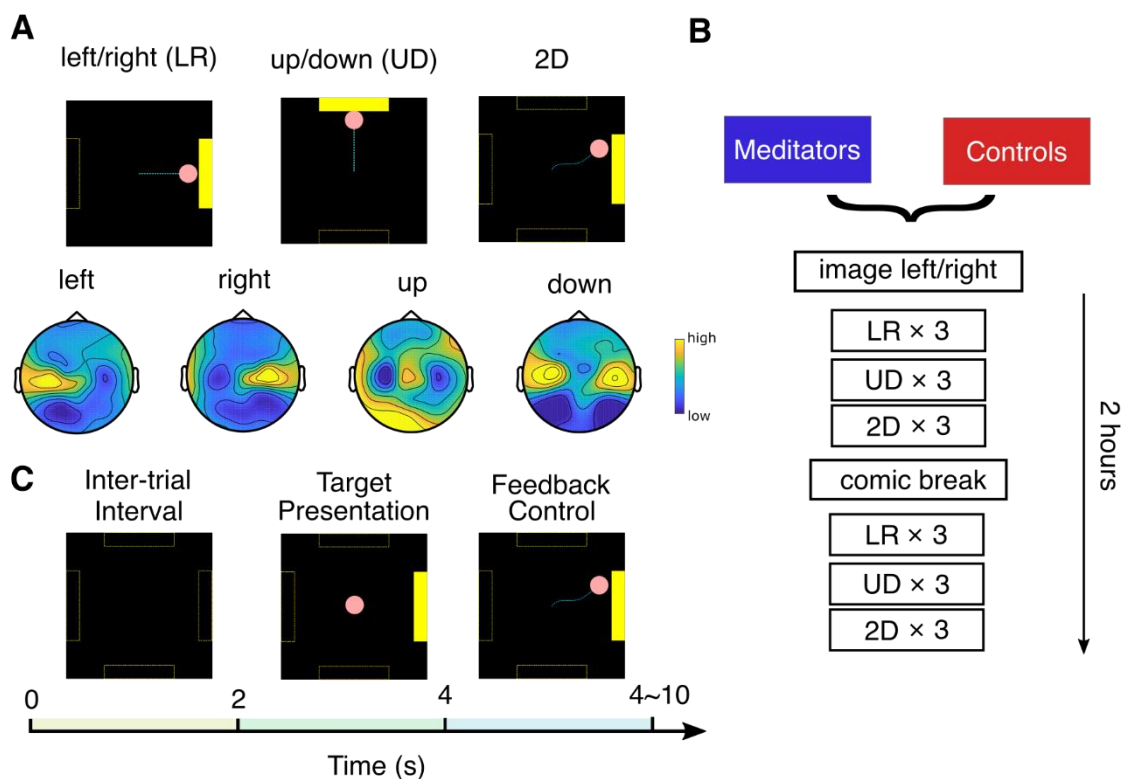 A
left/right (LR)
up/down (UD)
2D
left
right
up
down
high
low
B
Meditators
Controls
image left/right
LR × 3
UD × 3
2D × 3
comic break
LR × 3
UD × 3
2D × 3
2 hours
C
Inter-trial
Interval
Target
Presentation
Feedback
Control
0
2
4
4~10
Time (s)